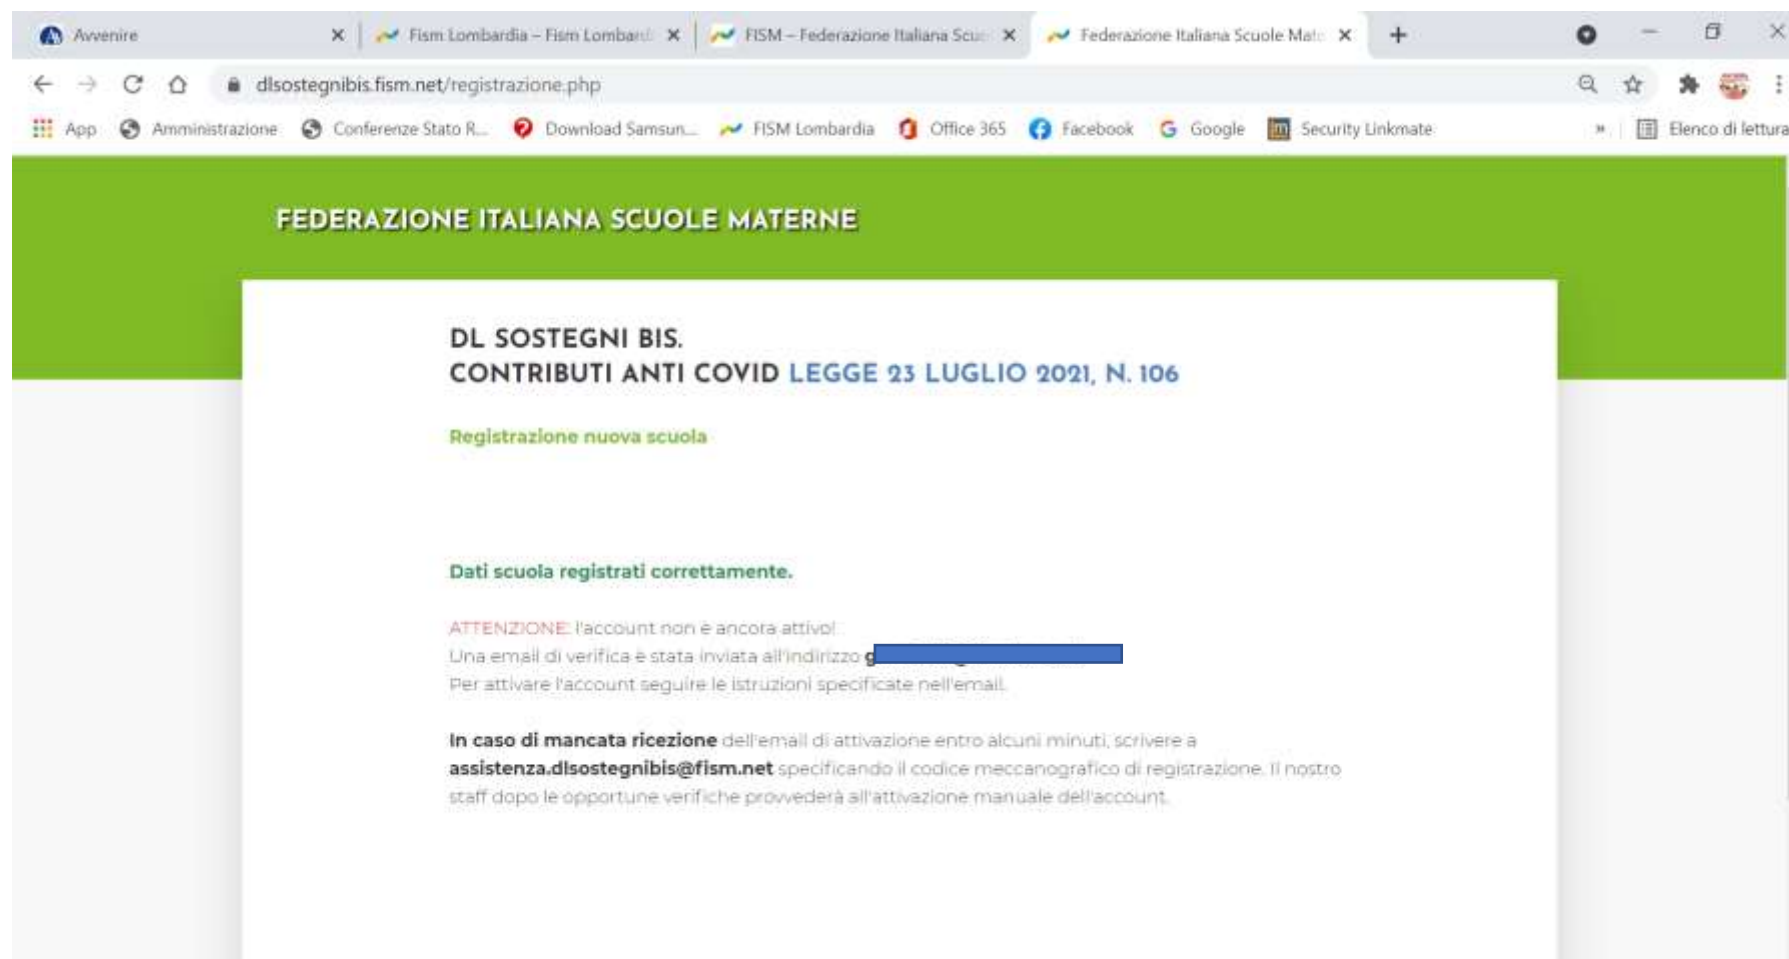 Avvenire
Fism Lombardia – Fism Lombardi
FISM – Federazione Italiana Scuo
Federazione Italiana Scuole Mate
dlsostegnibis.fism.net/registrazione.php
App
Amministrazione
Conferenze Stato R...
Download Samsun...
FISM Lombardia
Office 365
Facebook
Google
Security Linkmate
»
Elenco di lettura
FEDERAZIONE ITALIANA SCUOLE MATERNE
DL SOSTEGNI BIS.
CONTRIBUTI ANTI COVID LEGGE 23 LUGLIO 2021, N. 106
Registrazione nuova scuola
Dati scuola registrati correttamente.
ATTENZIONE: l'account non è ancora attivo!
Una email di verifica è stata inviata all'indirizzo g
Per attivare l'account seguire le istruzioni specificate nell'email.
In caso di mancata ricezione dell'email di attivazione entro alcuni minuti, scrivere a
assistenza.dlsostegnibis@fism.net specificando il codice meccanografico di registrazione. Il nostro
staff dopo le opportune verifiche provvederà all'attivazione manuale dell'account.